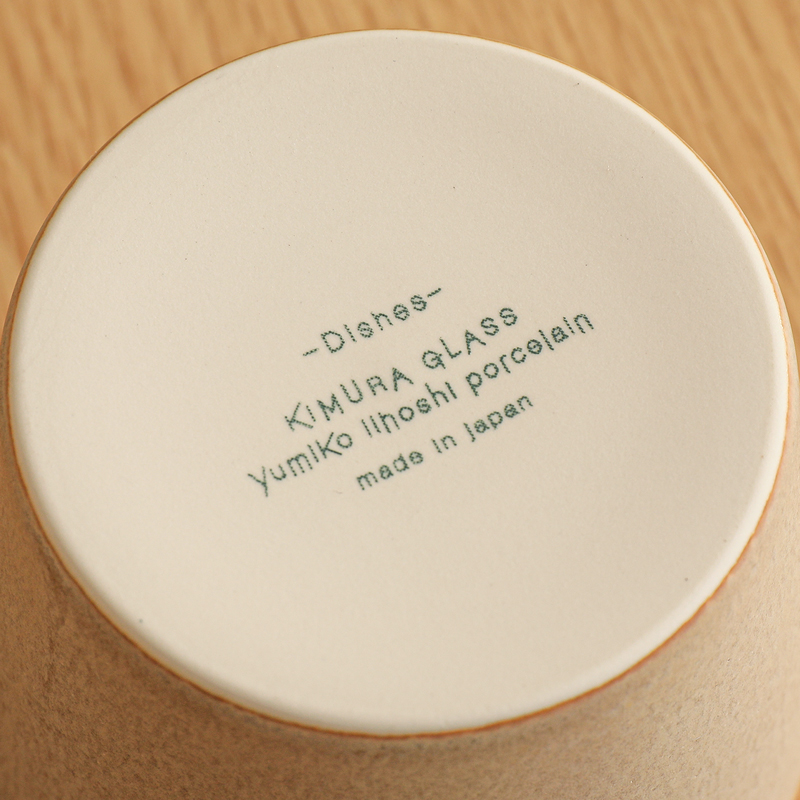 -Dishes-
KIMURA GLASS
yumiko iihoshi porcelain
made in japan